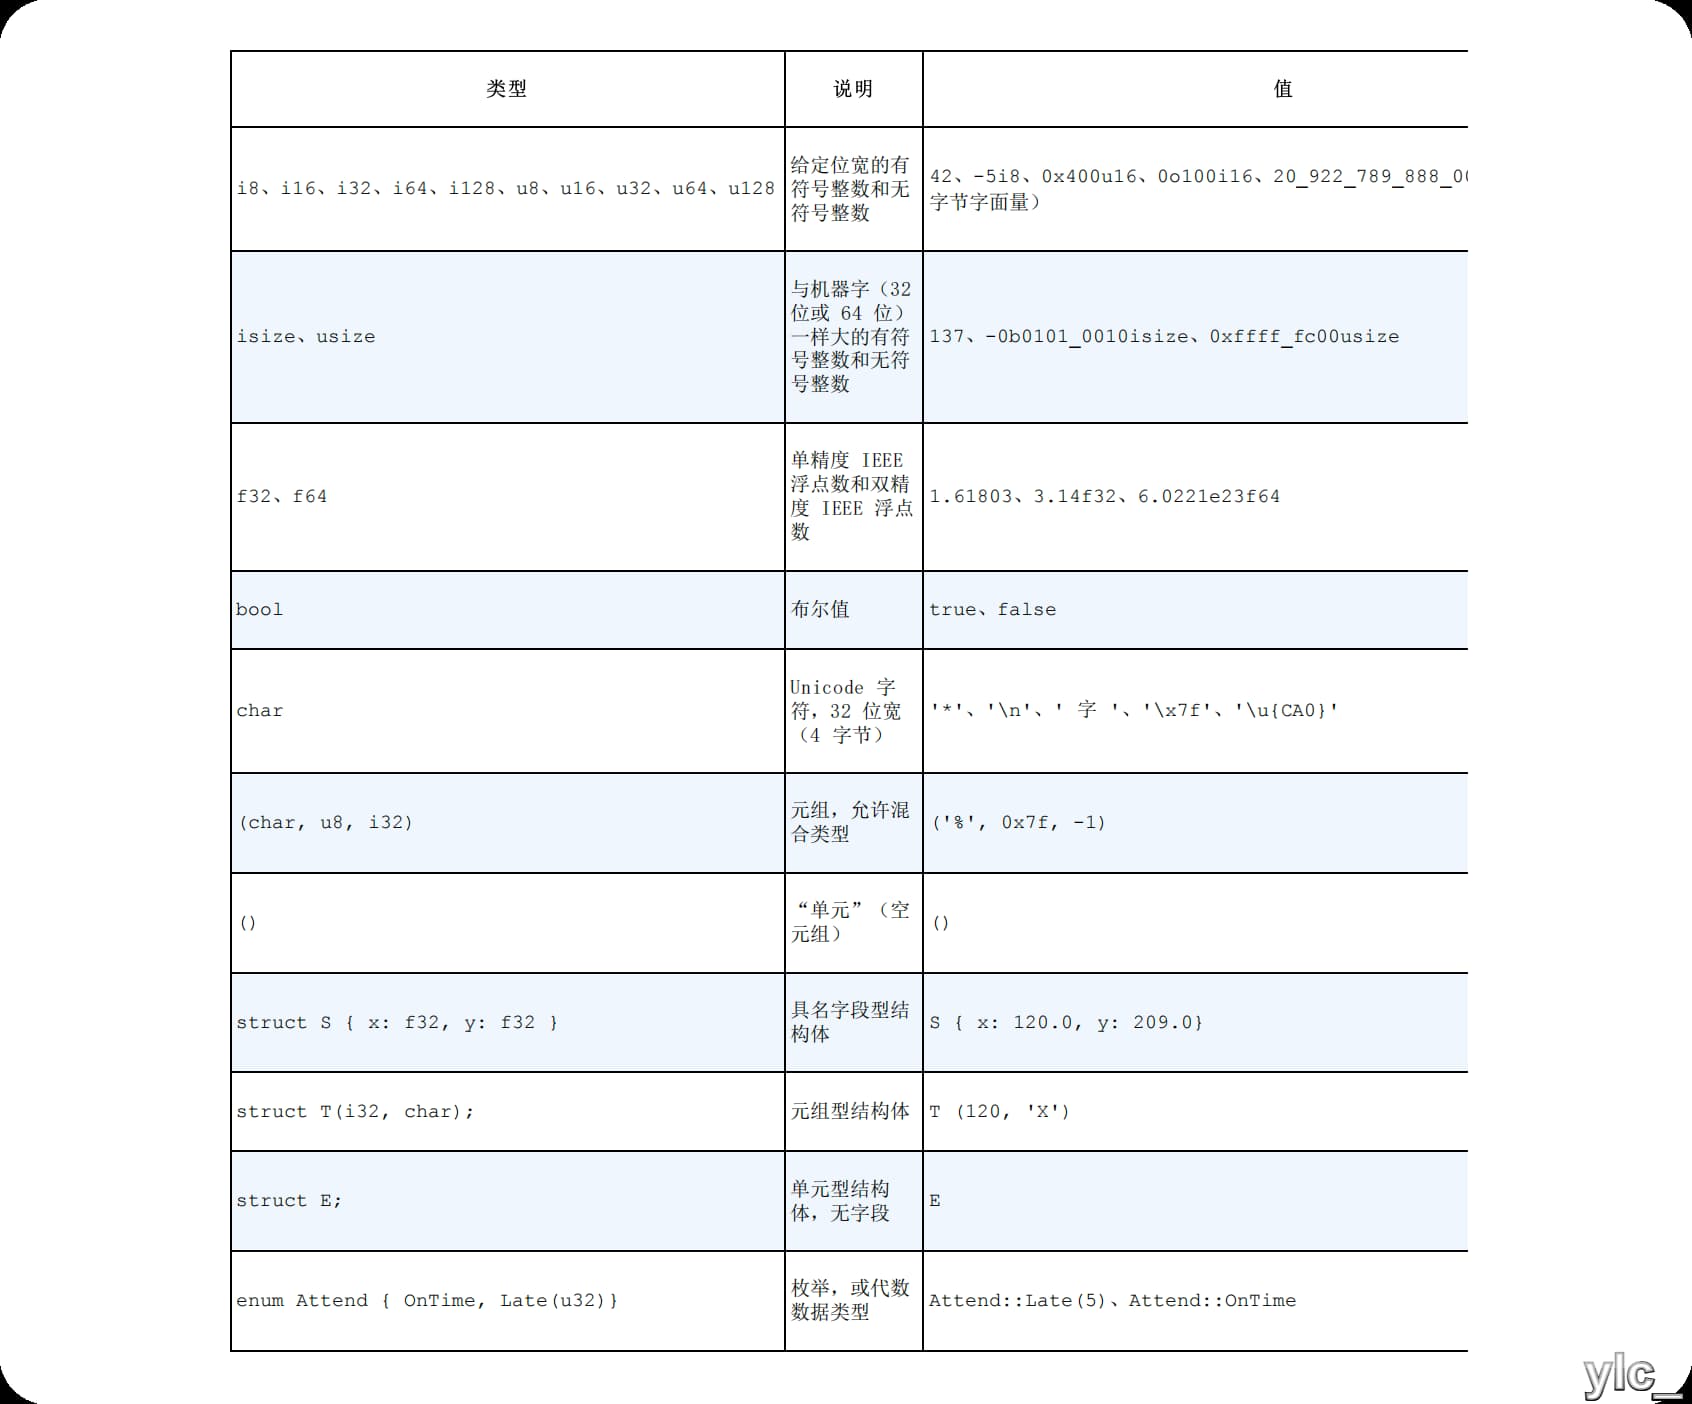 类型 说明 值
i8、i16、i32、i64、i128、u8、u16、u32、u64、u128
给定位宽的有
符号整数和无
符号整数
42、-5i8、0x400u16、0o100i16、20_922_789_888_
字节字面量）
isize、usize
与机器字（32
位或 64 位）
一样大的有符
号整数和无符
号整数
137、-0b0101_0010isize、0xffff_fc00usize
f32、f64
单精度 IEEE
浮点数和双精
度 IEEE 浮点
数
1.61803、3.14f32、6.0221e23f64
bool
布尔值
true、false
char
Unicode 字
符，32 位宽
（4 字节）
'*'、'\n'、' 字 '、'\x7f'、'\u{CA0}'
(char, u8, i32)
元组，允许混
合类型
('%', 0x7f, -1)
()
“单元”（空
元组）
()
struct S { x: f32, y: f32 }
具名字段型结
构体
S { x: 120.0, y: 209.0}
struct T(i32, char);
元组型结构体
T (120, 'X')
struct E;
单元型结构
体，无字段
E
enum Attend { OnTime, Late(u32)}
枚举，或代数
数据类型
Attend::Late(5)、Attend::OnTime
ylc_